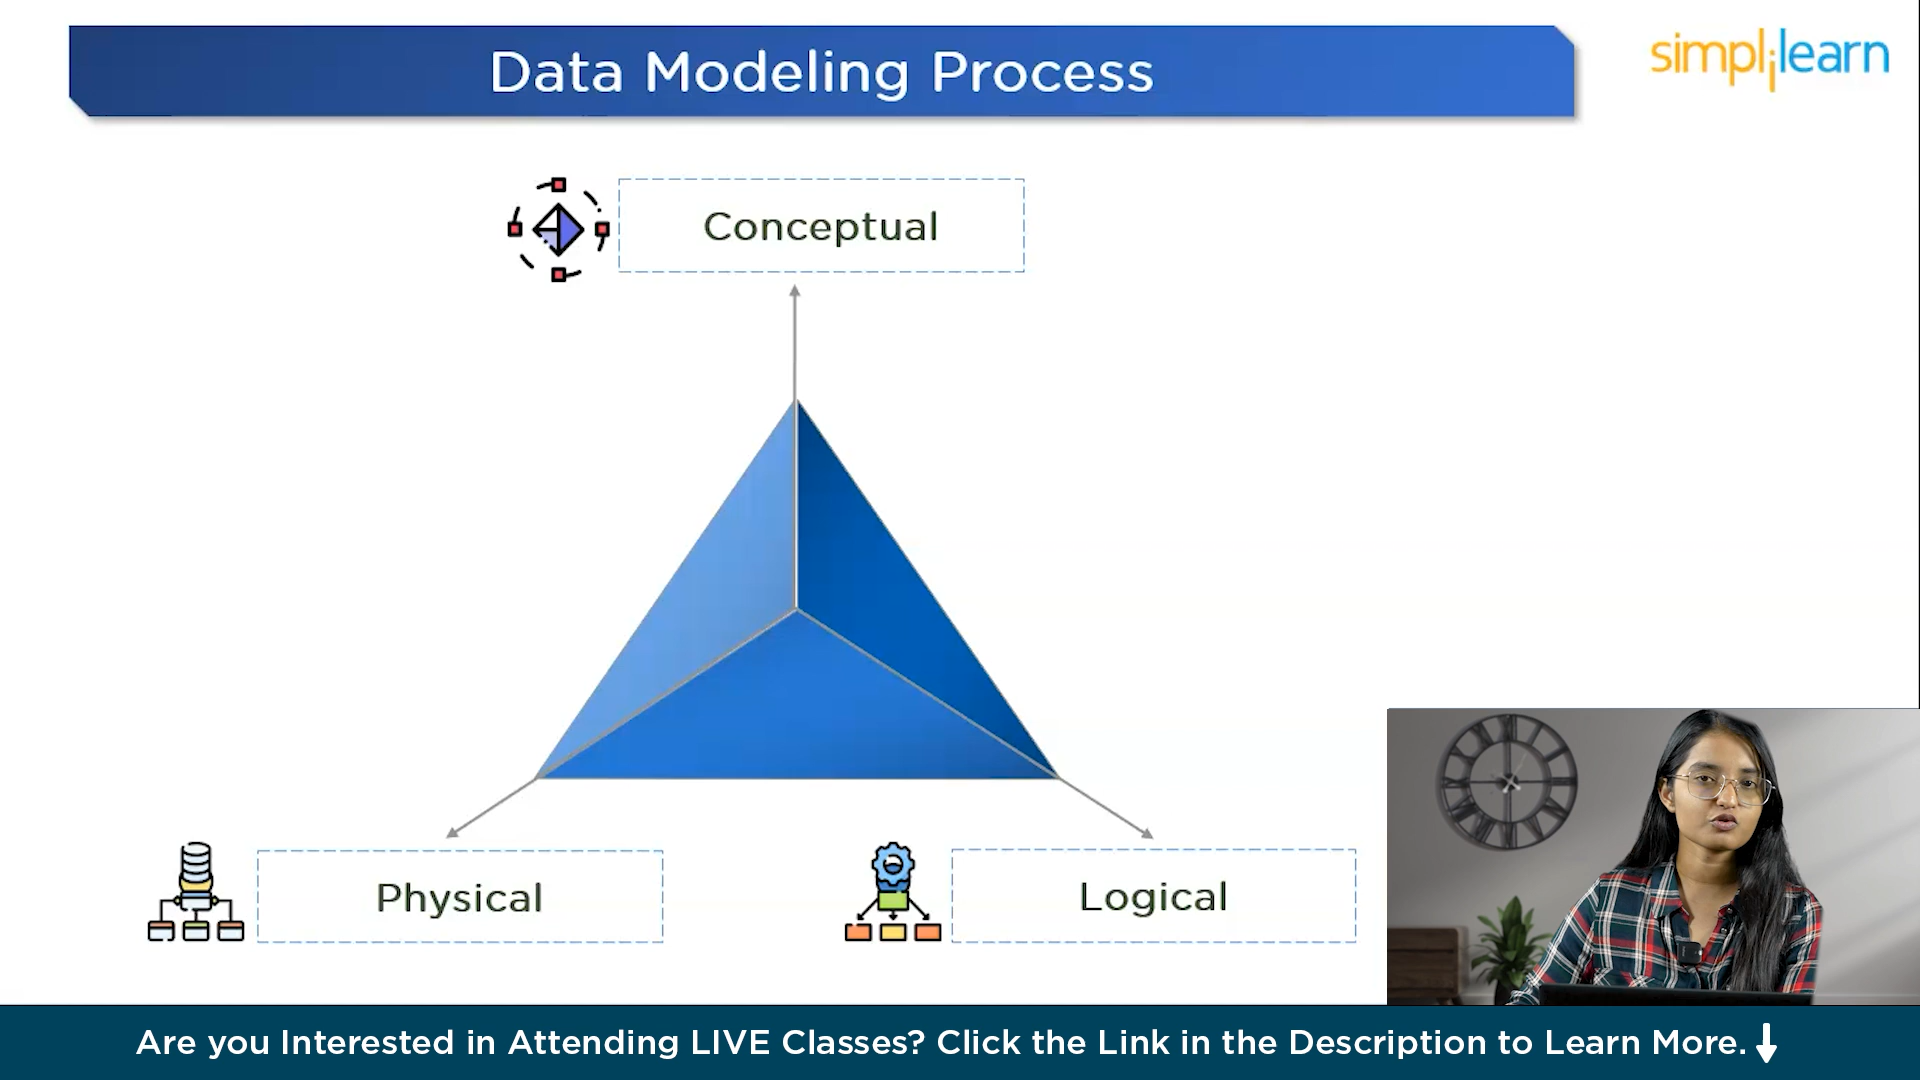 Data Modeling Process
simplilearn
Conceptual
Physical
Logical
Are you Interested in Attending LIVE Classes? Click the Link in the Description to Learn More.